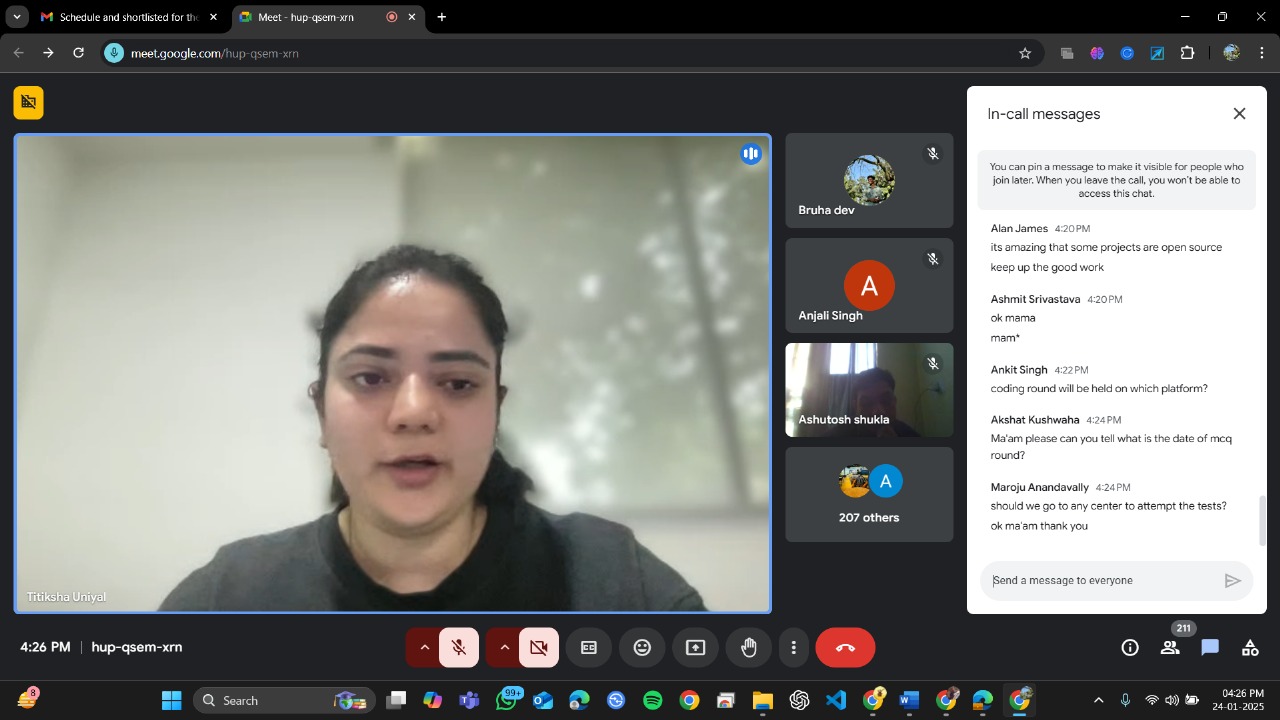 Schedule and shortlisted for the
Meet - hup-qsem-xrn
meet.google.com/hup-qsem-xrn
Titiksha Uniyal
Bruha dev
A
Anjali Singh
Ashutosh shukla
A
207 others
In-call messages
You can pin a message to make it visible for people who
join later. When you leave the call, you won't be able to
access this chat.
Alan James 4:20 PM
its amazing that some projects are open source
keep up the good work
Ashmit Srivastava 4:20 PM
ok mama
mam*
Ankit Singh 4:22 PM
coding round will be held on which platform?
Akshat Kushwaha 4:24 PM
Ma'am please can you tell what is the date of mcq
round?
Maroju Anandavally 4:24 PM
should we go to any center to attempt the tests?
ok ma'am thank you
Send a message to everyone
4:26 PM | hup-qsem-xrn
211
8
Search
99+
04:26 PM
24-01-2025